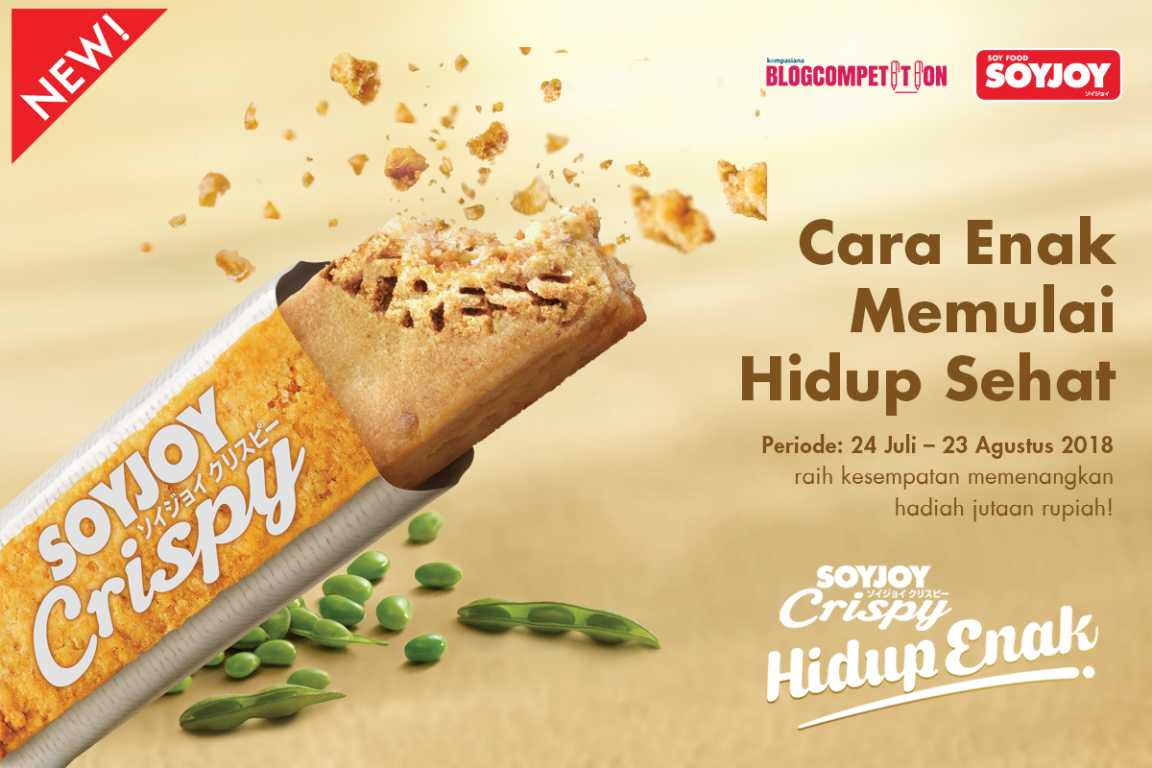 NEW!
kompasiana
BLOGCOMPETITION
SOY FOOD
SOYJOY
ソイジョイ
Cara Enak
Memulai
Hidup Sehat
Periode: 24 Juli – 23 Agustus 2018
raih kesempatan memenangkan
hadiah jutaan rupiah!
KRESS
SOYJOY
ソイジョイ クリスピー
Crispy
SOYJOY
ソイジョイ クリスピー
Crispy
Hidup Enak